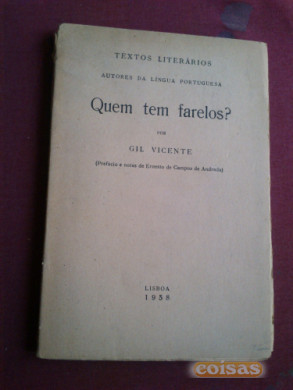 TEXTOS LITERÁRIOS
AUTORES DA LÍNGUA PORTUGUESA
Quem tem farelos?
POR
GIL VICENTE
(Prefácio e notas de Ernesto de Campos de Andrada)
LISBOA
1938
coisas